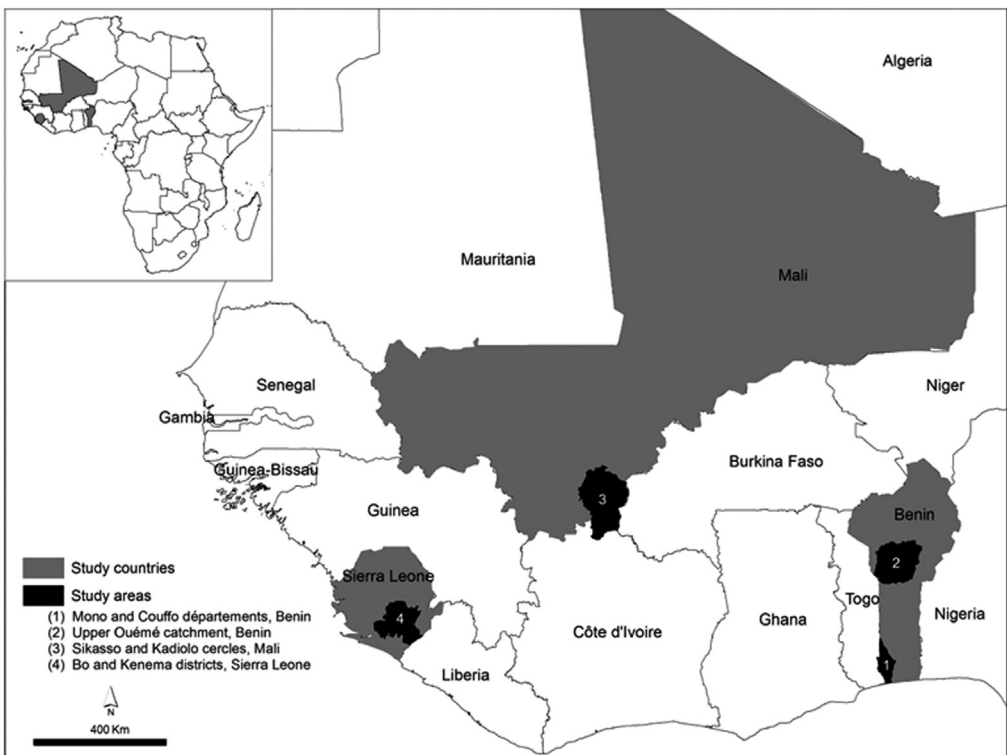 Algeria
Mauritania
Mali
Senegal
Niger
Gambia
Burkina Faso
Guinea-Bissau
3
Guinea
Benin
2
Study countries
Sierra Leone
Study areas
Togo
Nigeria
(1) Mono and Couffo départements, Benin
4
Ghana
(2) Upper Ouémé catchment, Benin
Côte d'Ivoire
(3) Sikasso and Kadiolo cercles, Mali
(4) Bo and Kenema districts, Sierra Leone
1
Liberia
N
400 Km